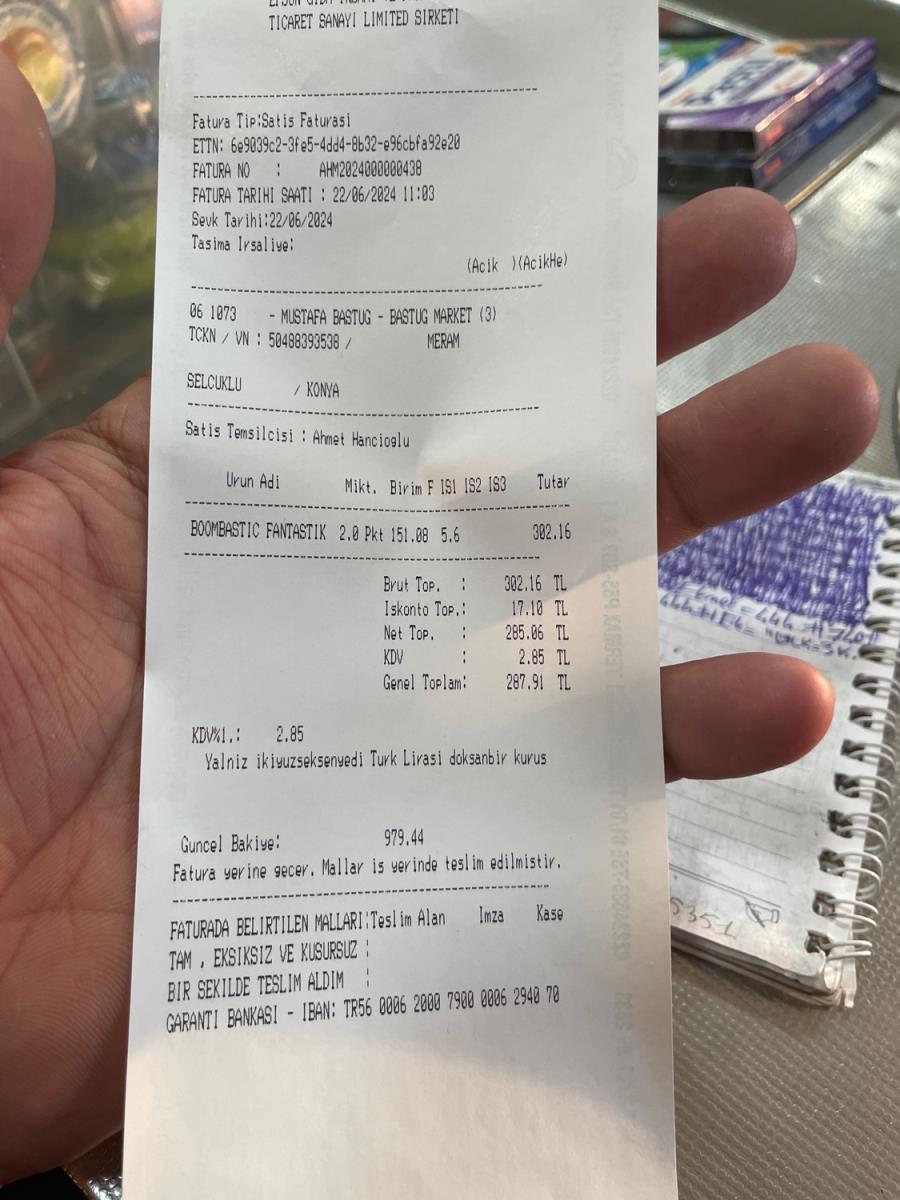 TICARET SANAYI LIMITED SIRKETI
Fatura Tip:Satis Faturasi
ETTN: 6e9039c2-3fe5-4dd4-8b32-e96cbfa92e20
FATURA NO : AHM2024000000438
FATURA TARIHI SAATI : 22/06/2024 11:03
Sevk Tarihi:22/06/2024
Tasima Irsaliye:
(Acik )(AcikHe)
06 1073 - MUSTAFA BASTUG - BASTUG MARKET (3)
TCKN / VN : 50488393538 / MERAM
SELCUKLU / KONYA
Satis Temsilcisi : Ahmet Hancioglu
Urun Adi Mikt. Birim F IS1 IS2 IS3 Tutar
BOOMBASTIC FANTASTIK 2.0 Pkt 151.08 5.6 302.16
Brut Top. : 302.16 TL
Iskonto Top.: 17.10 TL
Net Top. : 285.06 TL
KDV : 2.85 TL
Genel Toplam: 287.91 TL
KDV%1.: 2.85
Yalniz ikiyuzseksenyedi Turk Lirasi doksanbir kurus
Guncel Bakiye: 979.44
Fatura yerine gecer. Mallar is yerinde teslim edilmistir.
FATURADA BELIRTILEN MALLARI:Teslim Alan Imza Kase
TAM , EKSIKSIZ VE KUSURSUZ :
BIR SEKILDE TESLIM ALDIM :
GARANTI BANKASI - IBAN: TR56 0006 2000 7900 0006 2940 70